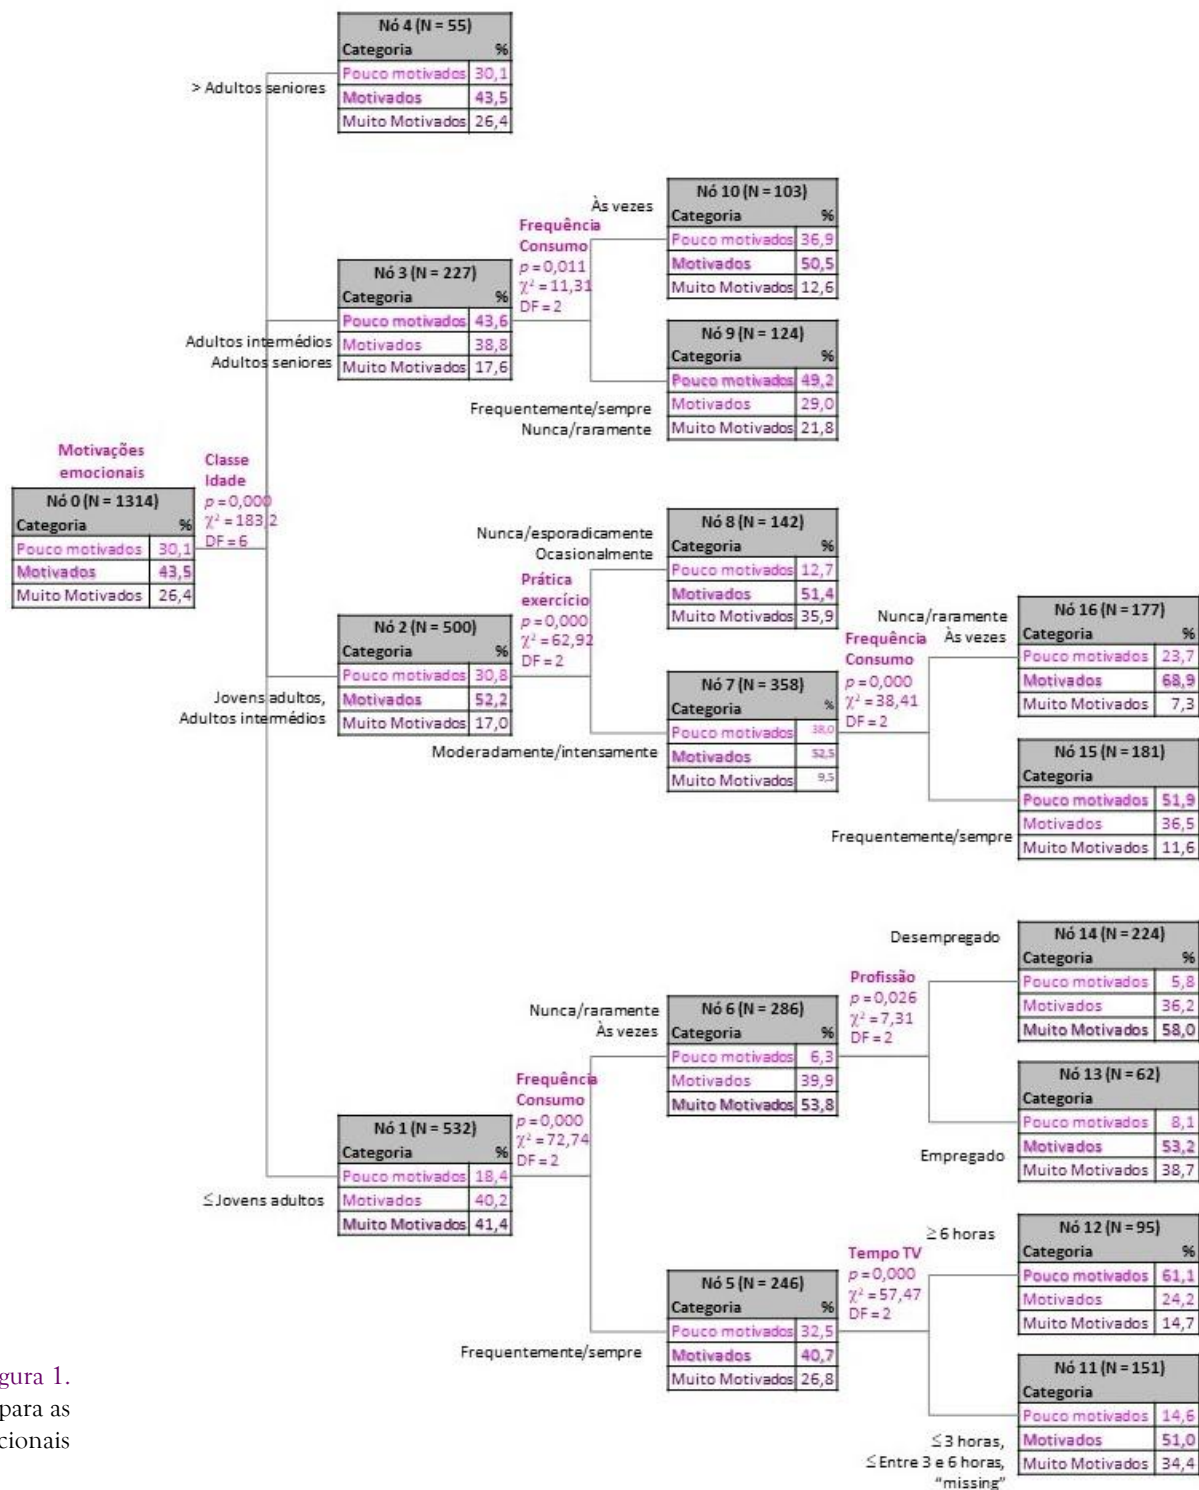 Nó 4 (N = 55)
Categoria %
> Adultos seniores
Pouco motivados 30,1
Motivados 43,5
Muito Motivados 26,4
Às vezes
Nó 10 (N = 103)
Categoria %
Pouco motivados 36,9
Motivados 50,5
Muito Motivados 12,6
Frequência
Consumo
p = 0,011
χ² = 11,31
DF = 2
Nó 3 (N = 227)
Categoria %
Pouco motivados 43,6
Motivados 38,8
Muito Motivados 17,6
Adultos intermédios
Adultos seniores
Nó 9 (N = 124)
Categoria %
Pouco motivados 49,2
Motivados 29,0
Muito Motivados 21,8
Frequentemente/sempre
Nunca/raramente
Motivações
emocionais
Nó 0 (N = 1314)
Categoria %
Pouco motivados 30,1
Motivados 43,5
Muito Motivados 26,4
Classe
Idade
p = 0,000
χ² = 183,2
DF = 6
Nunca/esporadicamente
Ocasionalmente
Nó 8 (N = 142)
Categoria %
Pouco motivados 12,7
Motivados 51,4
Muito Motivados 35,9
Prática
exercício
p = 0,000
χ² = 62,92
DF = 2
Nó 2 (N = 500)
Categoria %
Pouco motivados 30,8
Motivados 52,2
Muito Motivados 17,0
Jovens adultos,
Adultos intermédios
Moderadamente/intensamente
Nó 7 (N = 358)
Categoria %
Pouco motivados 38,0
Motivados 52,5
Muito Motivados 9,5
Frequência
Consumo
p = 0,000
χ² = 38,41
DF = 2
Nunca/raramente
Às vezes
Nó 16 (N = 177)
Categoria %
Pouco motivados 23,7
Motivados 68,9
Muito Motivados 7,3
Nó 15 (N = 181)
Categoria
Pouco motivados 51,9
Motivados 36,5
Muito Motivados 11,6
Frequentemente/sempre
Desempregado
Nó 14 (N = 224)
Categoria %
Pouco motivados 5,8
Motivados 36,2
Muito Motivados 58,0
Profissão
p = 0,026
χ² = 7,31
DF = 2
Nunca/raramente
Às vezes
Nó 6 (N = 286)
Categoria %
Pouco motivados 6,3
Motivados 39,9
Muito Motivados 53,8
Nó 13 (N = 62)
Categoria
Pouco motivados 8,1
Motivados 53,2
Muito Motivados 38,7
Empregado
Frequência
Consumo
p = 0,000
χ² = 72,74
DF = 2
Nó 1 (N = 532)
Categoria %
Pouco motivados 18,4
Motivados 40,2
Muito Motivados 41,4
≤ Jovens adultos
≥ 6 horas
Nó 12 (N = 95)
Categoria %
Pouco motivados 61,1
Motivados 24,2
Muito Motivados 14,7
Tempo TV
p = 0,000
χ² = 57,47
DF = 2
Nó 5 (N = 246)
Categoria %
Pouco motivados 32,5
Motivados 40,7
Muito Motivados 26,8
Frequentemente/sempre
Nó 11 (N = 151)
Categoria
Pouco motivados 14,6
Motivados 51,0
Muito Motivados 34,4
≤ 3 horas,
≤ Entre 3 e 6 horas,
"missing"
gura 1.
para as
cionais